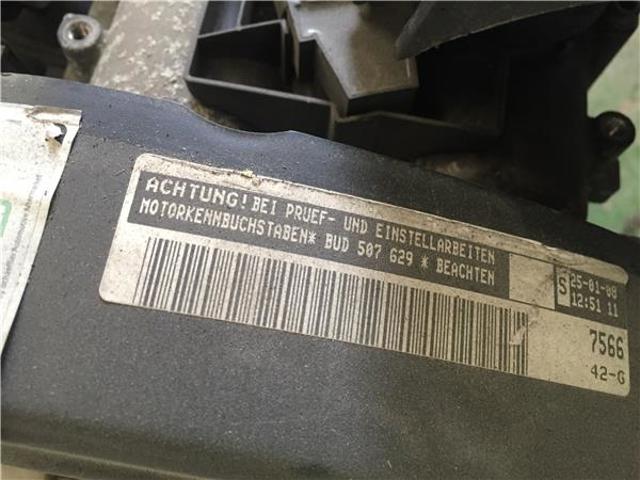 ACHTUNG! BEI PRUEF- UND EINSTELLARBEITEN
MOTORKENNBUCHSTABEN* BUD 507 629 * BEACHTEN
S
25-01-08
12:51 11
7566
42-G